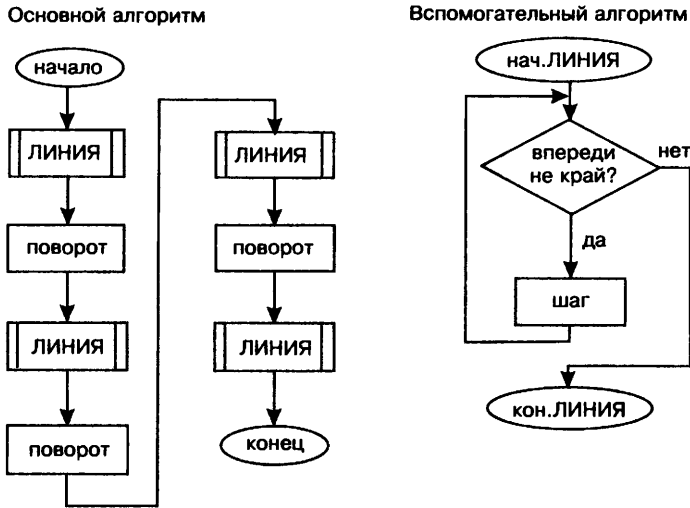 Основной алгоритм
начало
ЛИНИЯ
поворот
ЛИНИЯ
поворот
ЛИНИЯ
поворот
ЛИНИЯ
конец
Вспомогательный алгоритм
нач.ЛИНИЯ
впереди
не край?
нет
да
шаг
кон.ЛИНИЯ